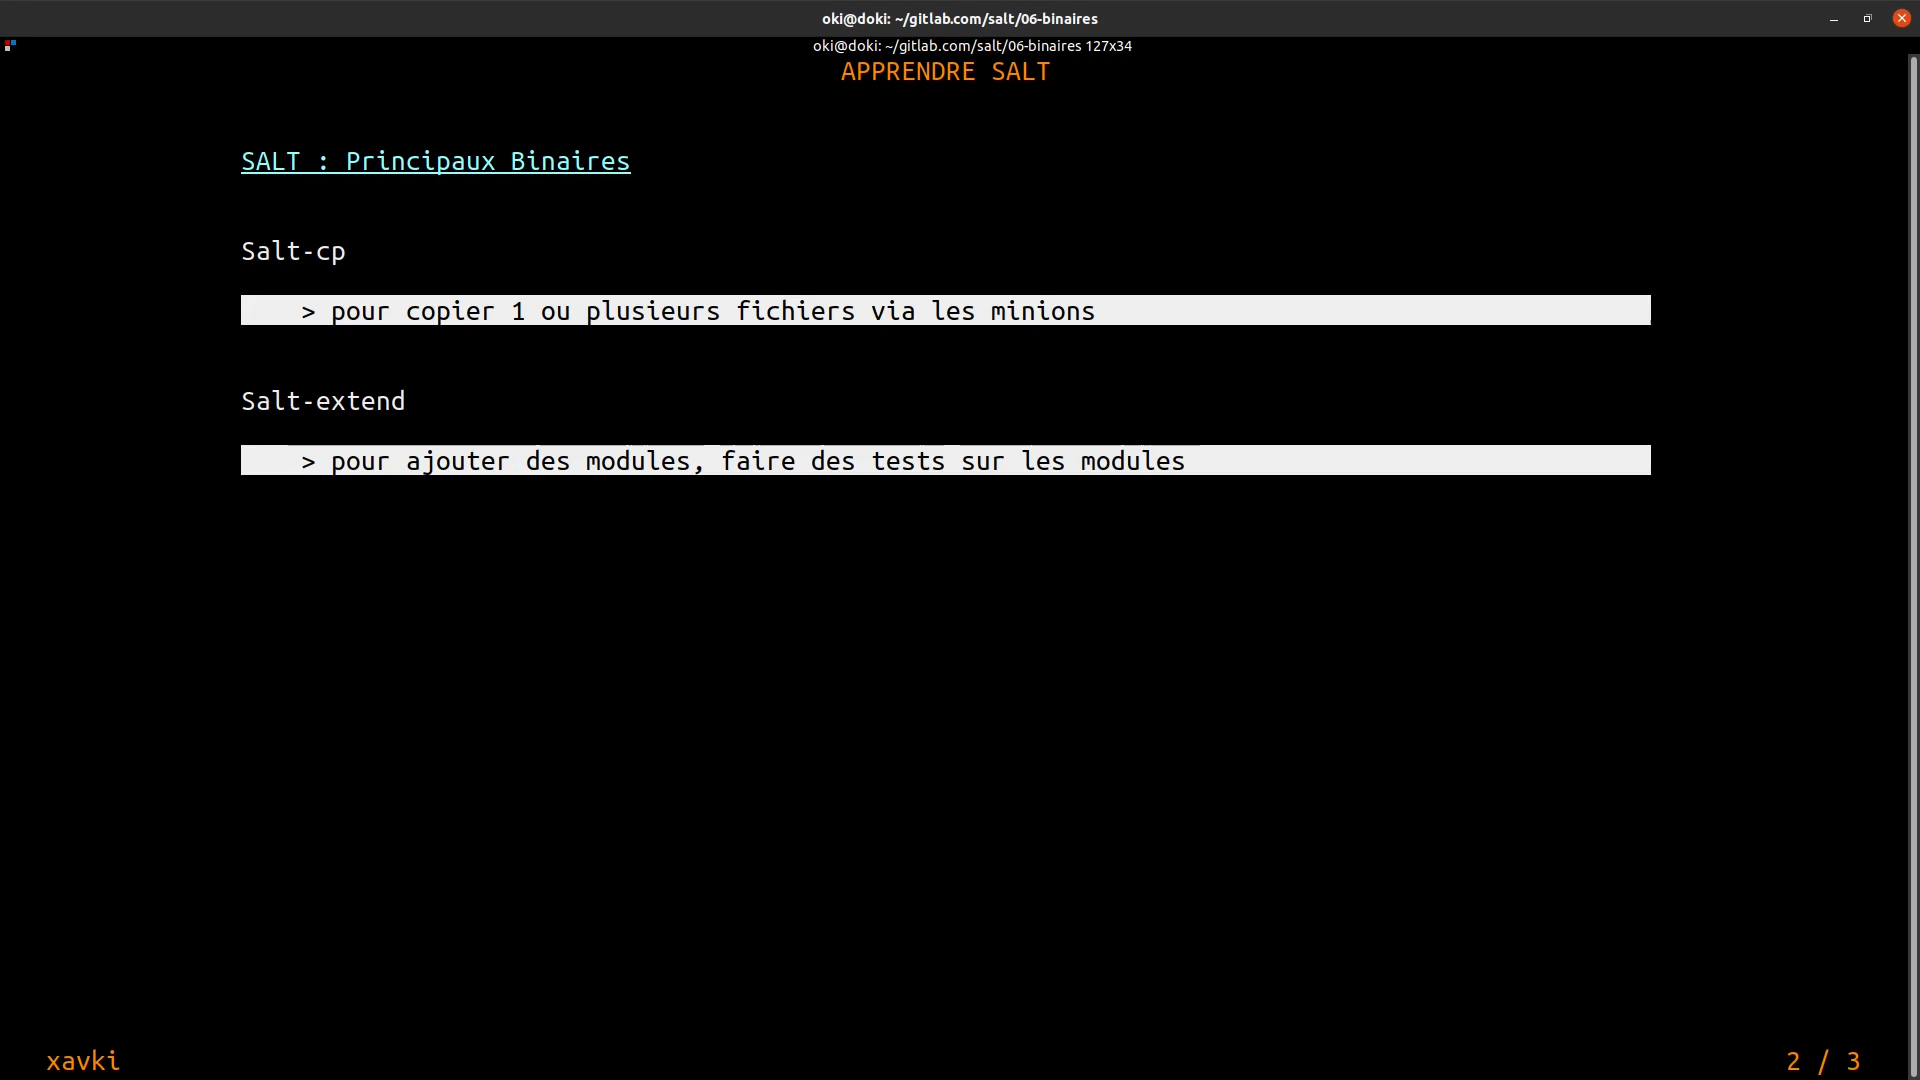 oki@doki: ~/gitlab.com/salt/06-binaires
oki@doki: ~/gitlab.com/salt/06-binaires 127x34
APPRENDRE SALT
SALT : Principaux Binaires
Salt-cp
> pour copier 1 ou plusieurs fichiers via les minions
Salt-extend
> pour ajouter des modules, faire des tests sur les modules
xavki
2 / 3